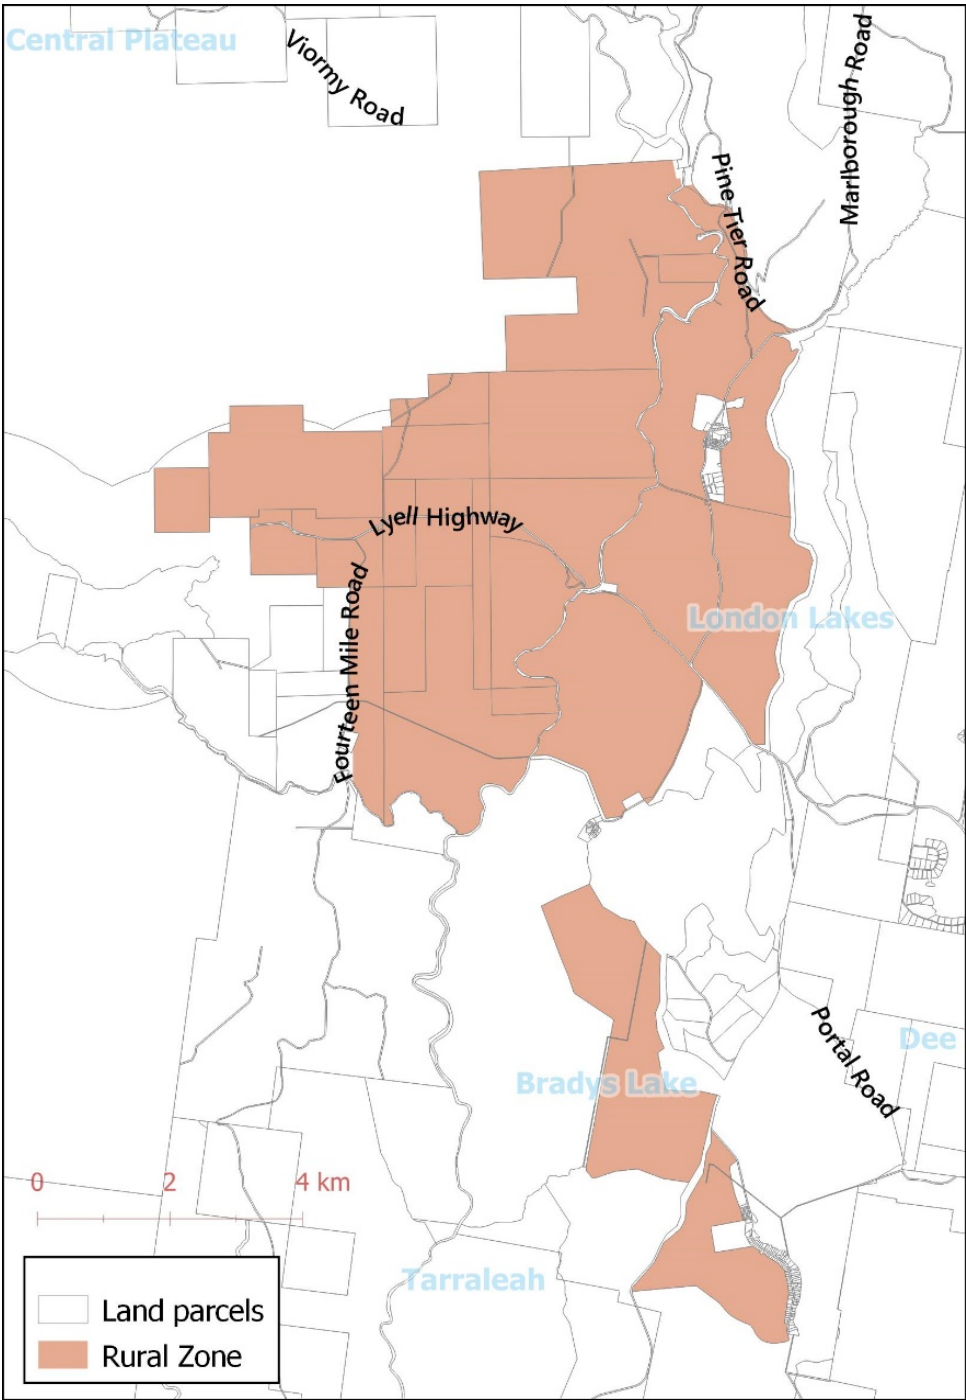 Central Plateau
Viormy Road
Marlborough Road
Pine Tier Road
Lyell Highway
London Lakes
Fourteen Mile Road
Portal Road
Dee
Bradys Lake
0 2 4 km
Tarraleah
Land parcels
Rural Zone